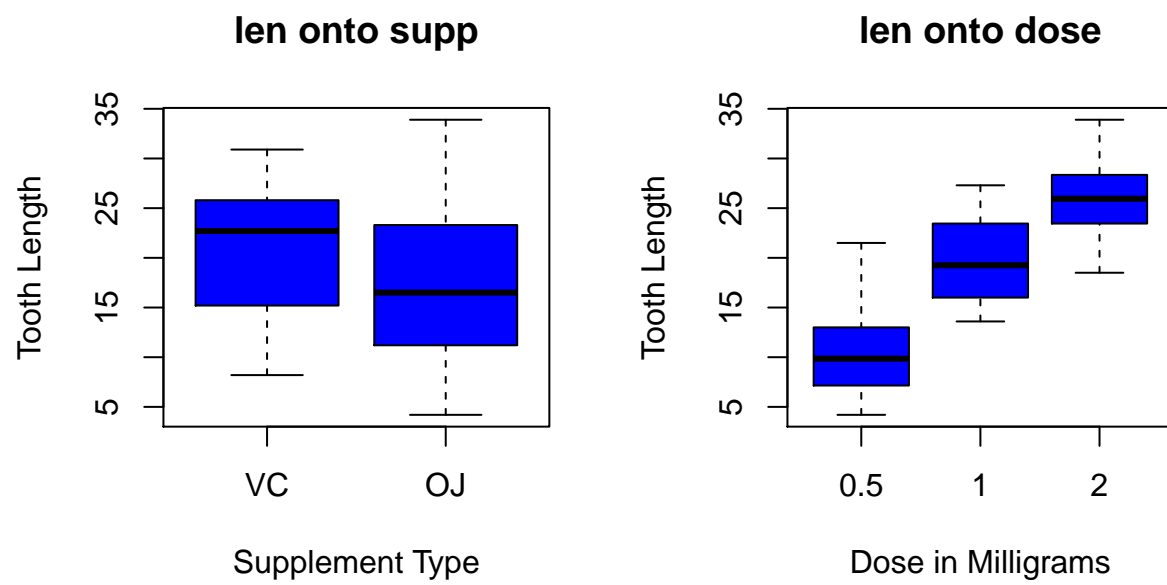 len onto supp
Tooth Length
35
25
15
5
VC OJ
Supplement Type
len onto dose
Tooth Length
35
25
15
5
0.5 1 2
Dose in Milligrams